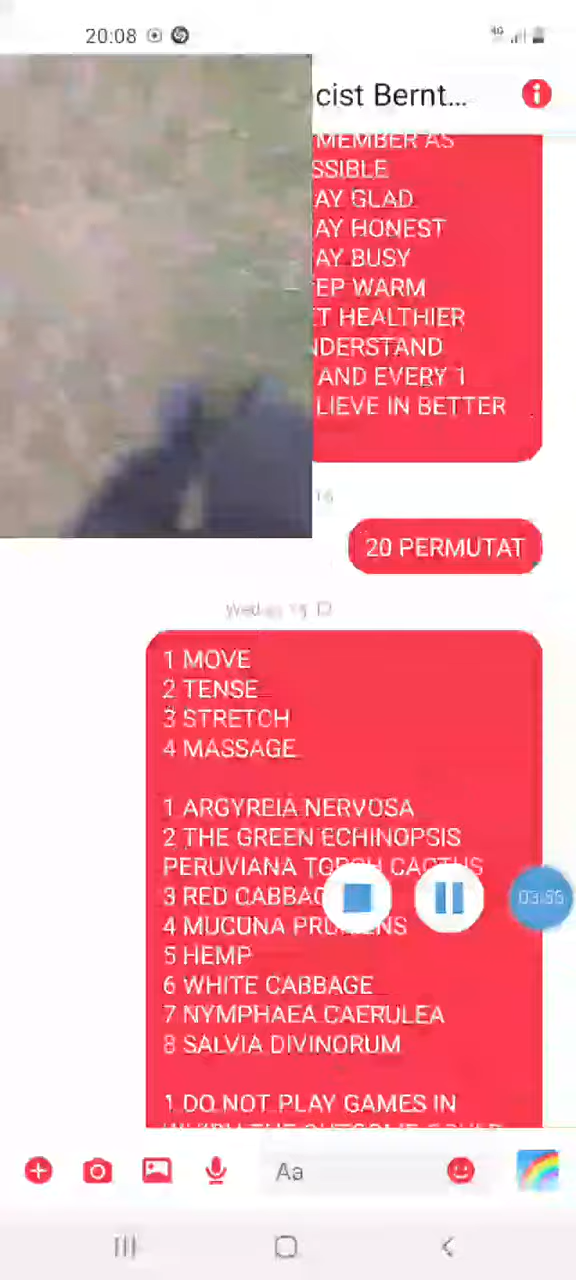 20:08
4G
cist Bernt...
MEMBER AS
SSIBLE
AY GLAD
AY HONEST
AY BUSY
EP WARM
T HEALTHIER
NDERSTAND
AND EVERY 1
LIEVE IN BETTER
20 PERMUTAT
1 MOVE
2 TENSE
3 STRETCH
4 MASSAGE
1 ARGYREIA NERVOSA
2 THE GREEN ECHINOPSIS
PERUVIANA TORCH CACTUS
3 RED CABBAG
4 MUCUNA PRURIENS
5 HEMP
6 WHITE CABBAGE
7 NYMPHAEA CAERULEA
8 SALVIA DIVINORUM
1 DO NOT PLAY GAMES IN
Aa